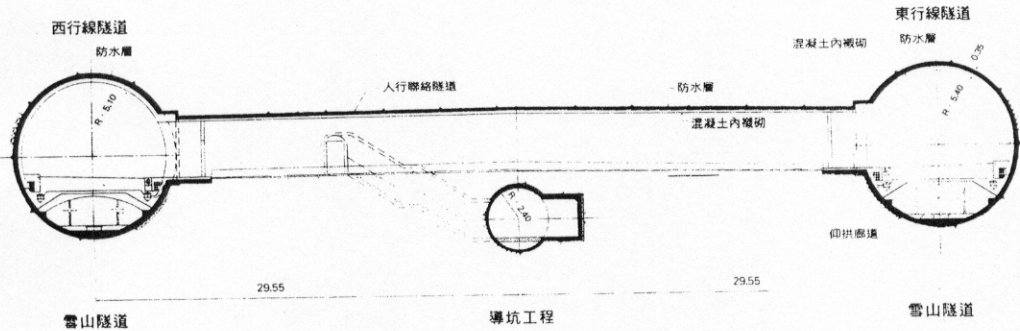 西行線隧道
防水層
東行線隧道
混凝土內襯砌
防水層
0.35
R - 5.10
人行聯絡隧道
防水層
R - 5.40
混凝土內襯砌
R - 2.40
仰拱廊道
29.55
29.55
雪山隧道
導坑工程
雪山隧道